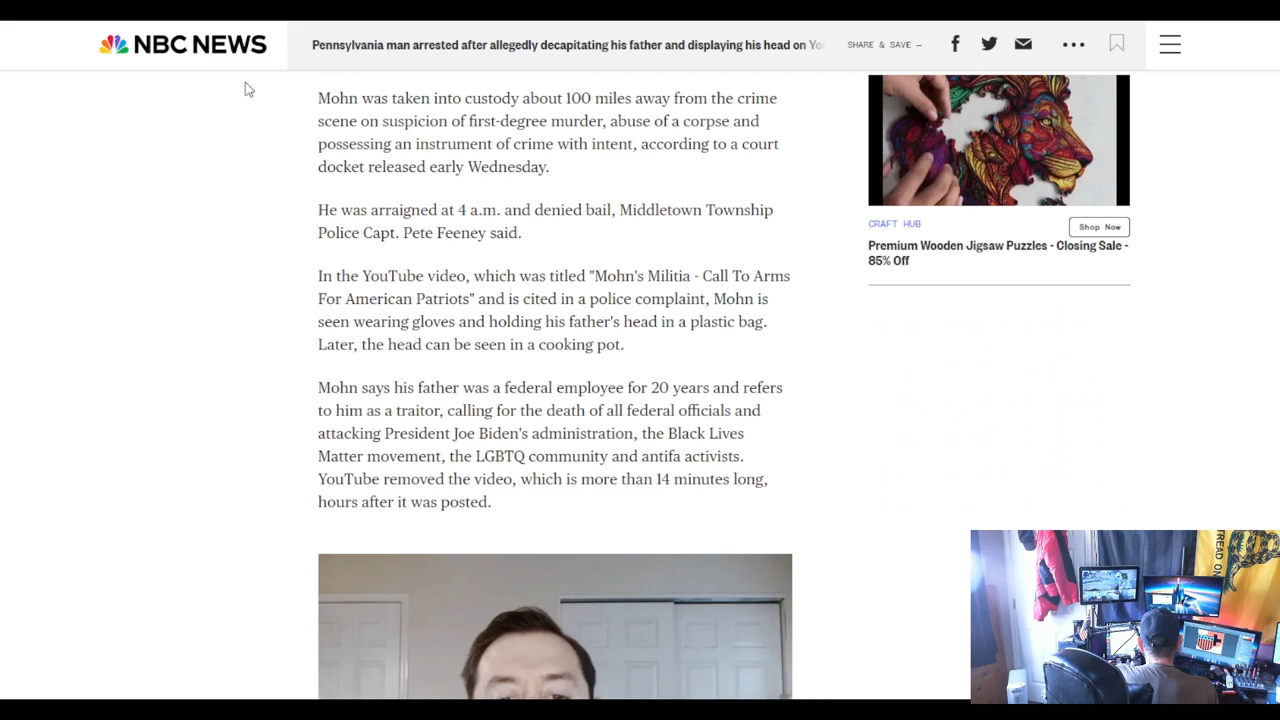 NBC NEWS
Pennsylvania man arrested after allegedly decapitating his father and displaying his head on You
SHARE & SAVE —
Mohn was taken into custody about 100 miles away from the crime
scene on suspicion of first-degree murder, abuse of a corpse and
possessing an instrument of crime with intent, according to a court
docket released early Wednesday.
He was arraigned at 4 a.m. and denied bail, Middletown Township
Police Capt. Pete Feeney said.
In the YouTube video, which was titled "Mohn's Militia - Call To Arms
For American Patriots" and is cited in a police complaint, Mohn is
seen wearing gloves and holding his father's head in a plastic bag.
Later, the head can be seen in a cooking pot.
Mohn says his father was a federal employee for 20 years and refers
to him as a traitor, calling for the death of all federal officials and
attacking President Joe Biden's administration, the Black Lives
Matter movement, the LGBTQ community and antifa activists.
YouTube removed the video, which is more than 14 minutes long,
hours after it was posted.
CRAFT HUB
Shop Now
Premium Wooden Jigsaw Puzzles - Closing Sale -
85% Off
TREAD ON